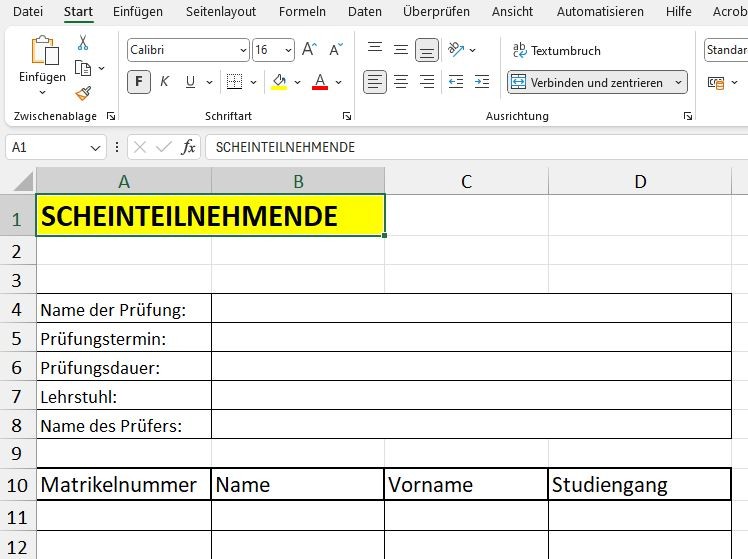 Datei Start Einfügen Seitenlayout Formeln Daten Überprüfen Ansicht Automatisieren Hilfe Acrob
Calibri 16 A A Textumbruch Standar
Einfügen F K U A Verbinden und zentrieren
Zwischenablage Schriftart Ausrichtung
A1 fx SCHEINTEILNEHMENDE
A B C D
1 SCHEINTEILNEHMENDE
2
3
4 Name der Prüfung:
5 Prüfungstermin:
6 Prüfungsdauer:
7 Lehrstuhl:
8 Name des Prüfers:
9
10 Matrikelnummer Name Vorname Studiengang
11
12